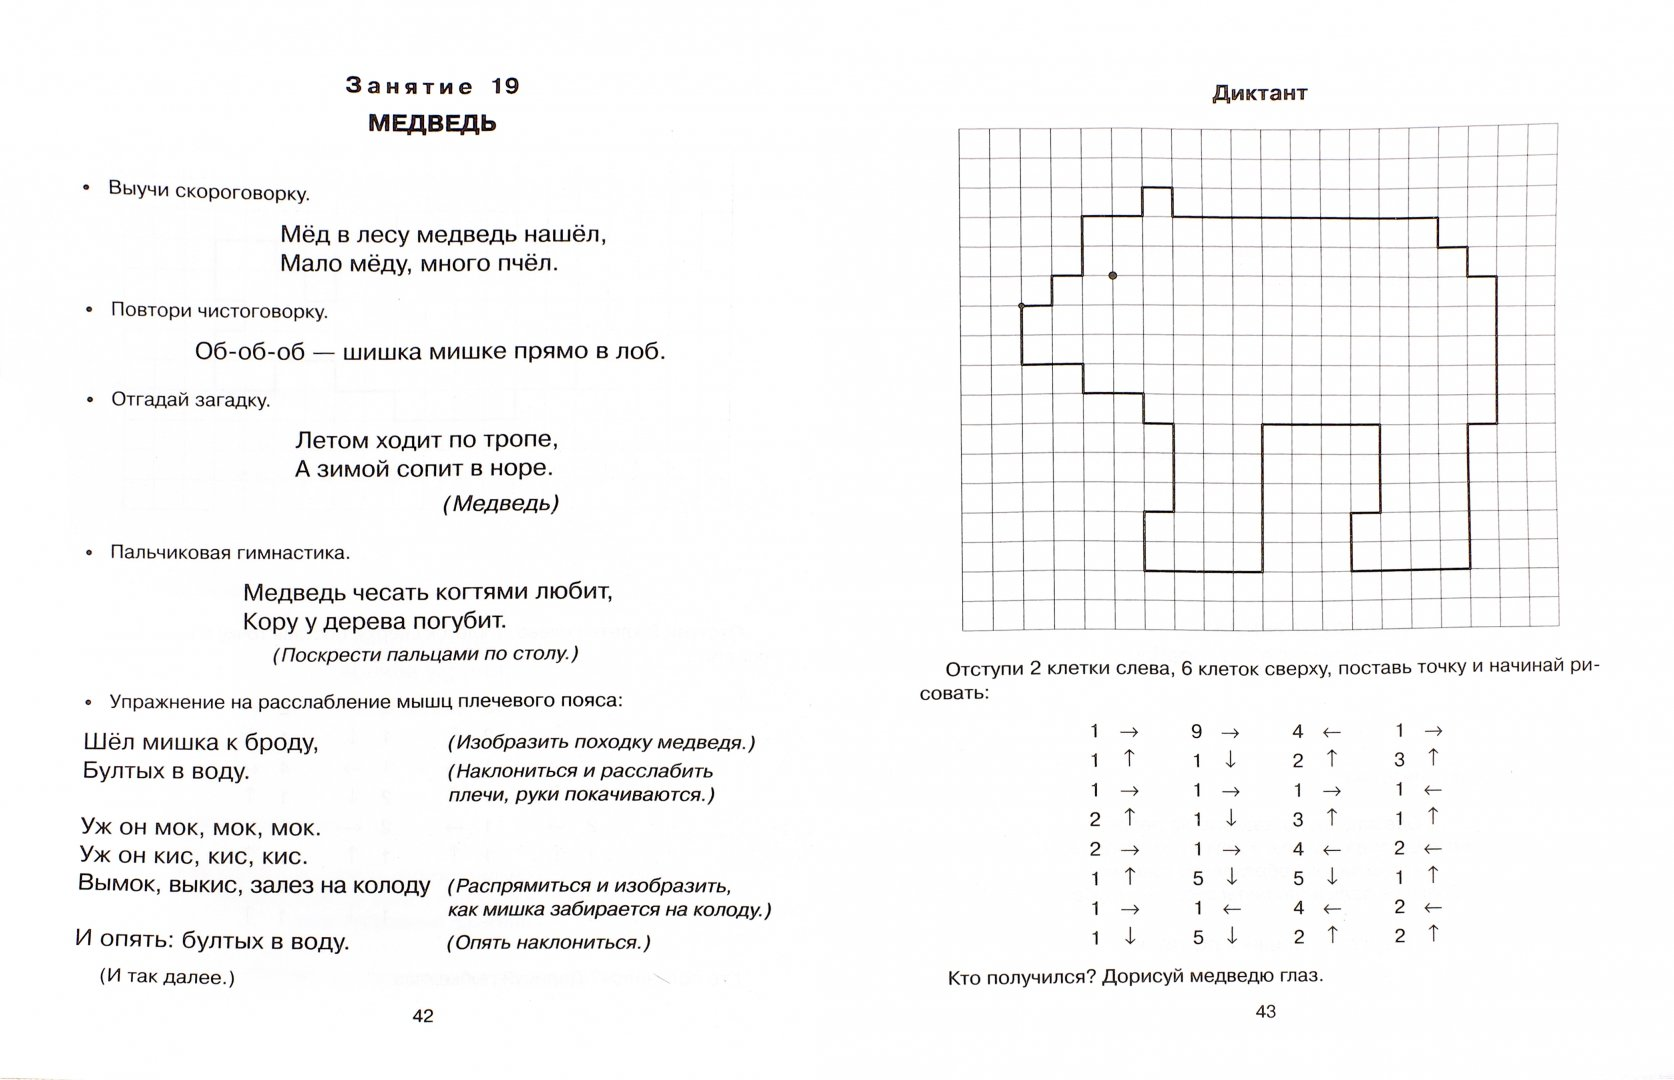 Занятие 19
МЕДВЕДЬ
• Выучи скороговорку.
Мёд в лесу медведь нашёл,
Мало мёду, много пчёл.
• Повтори чистоговорку.
Об-об-об — шишка мишке прямо в лоб.
• Отгадай загадку.
Летом ходит по тропе,
А зимой сопит в норе.
(Медведь)
• Пальчиковая гимнастика.
Медведь чесать когтями любит,
Кору у дерева погубит.
(Поскрести пальцами по столу.)
• Упражнение на расслабление мышц плечевого пояса:
Шёл мишка к броду, (Изобразить походку медведя.)
Бултых в воду. (Наклониться и расслабить
плечи, руки покачиваются.)
Уж он мок, мок, мок.
Уж он кис, кис, кис.
Вымок, выкис, залез на колоду (Распрямиться и изобразить,
как мишка забирается на колоду.)
И опять: бултых в воду. (Опять наклониться.)
(И так далее.)
42
Диктант
Отступи 2 клетки слева, 6 клеток сверху, поставь точку и начинай ри-
совать:
1 → 9 → 4 ← 1 →
1 ↑ 1 ↓ 2 ↑ 3 ↑
1 → 1 → 1 → 1 ←
2 ↑ 1 ↓ 3 ↑ 1 ↑
2 → 1 → 4 ← 2 ←
1 ↑ 5 ↓ 5 ↓ 1 ↑
1 → 1 ← 4 ← 2 ←
1 ↓ 5 ↓ 2 ↑ 2 ↑
Кто получился? Дорисуй медведю глаз.
43